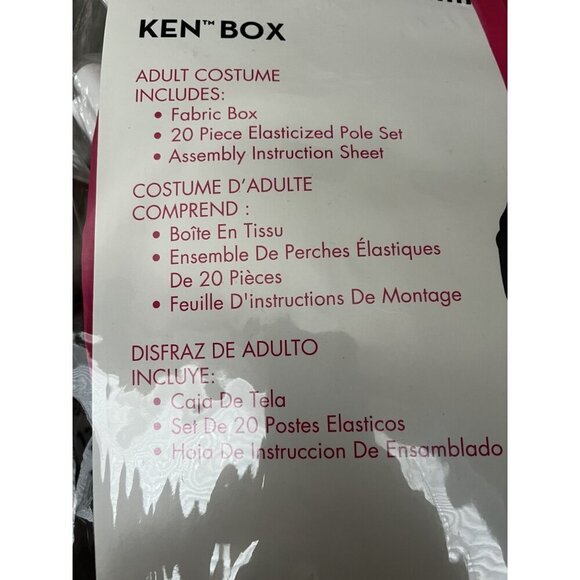 KEN™ BOX
ADULT COSTUME
INCLUDES:
• Fabric Box
• 20 Piece Elasticized Pole Set
• Assembly Instruction Sheet
COSTUME D'ADULTE
COMPREND :
• Boîte En Tissu
• Ensemble De Perches Élastiques
De 20 Pièces
• Feuille D'instructions De Montage
DISFRAZ DE ADULTO
INCLUYE:
• Caja De Tela
• Set De 20 Postes Elasticos
• Hoja De Instruccion De Ensamblado